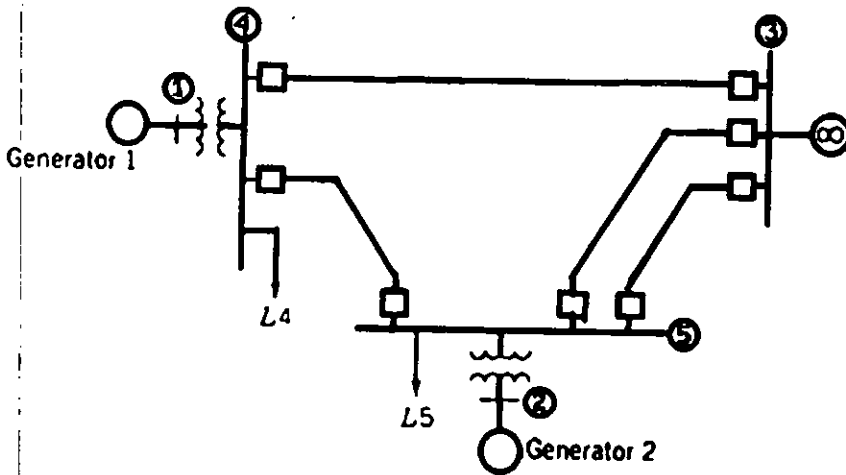 ④ ③
①
∞
Generator 1
L4
⑤
L5
②
Generator 2